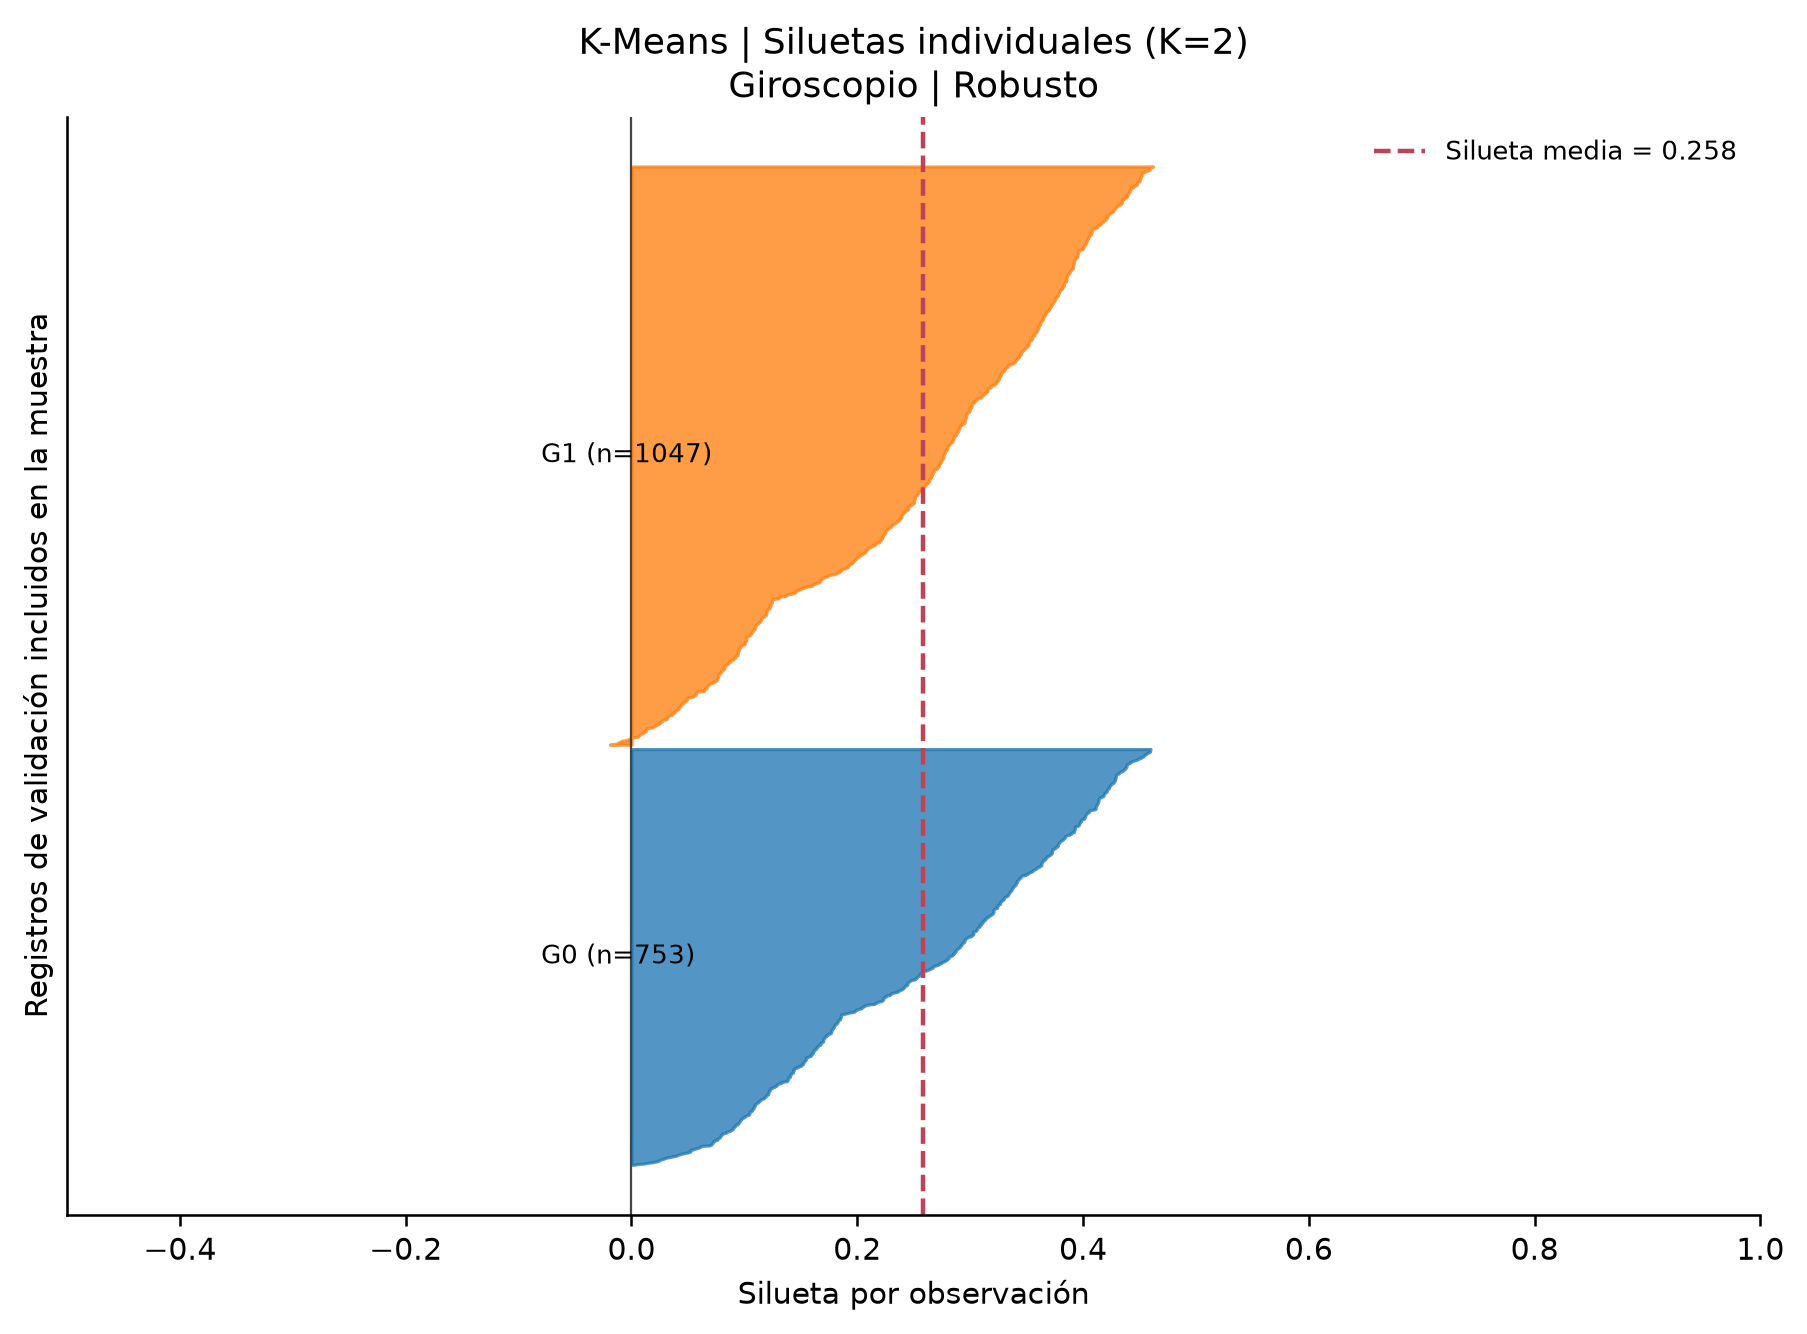 K-Means | Siluetas individuales (K=2)
Giroscopio | Robusto
Silueta media = 0.258
Registros de validación incluidos en la muestra
G1 (n=1047)
G0 (n=753)
−0.4 −0.2 0.0 0.2 0.4 0.6 0.8 1.0
Silueta por observación